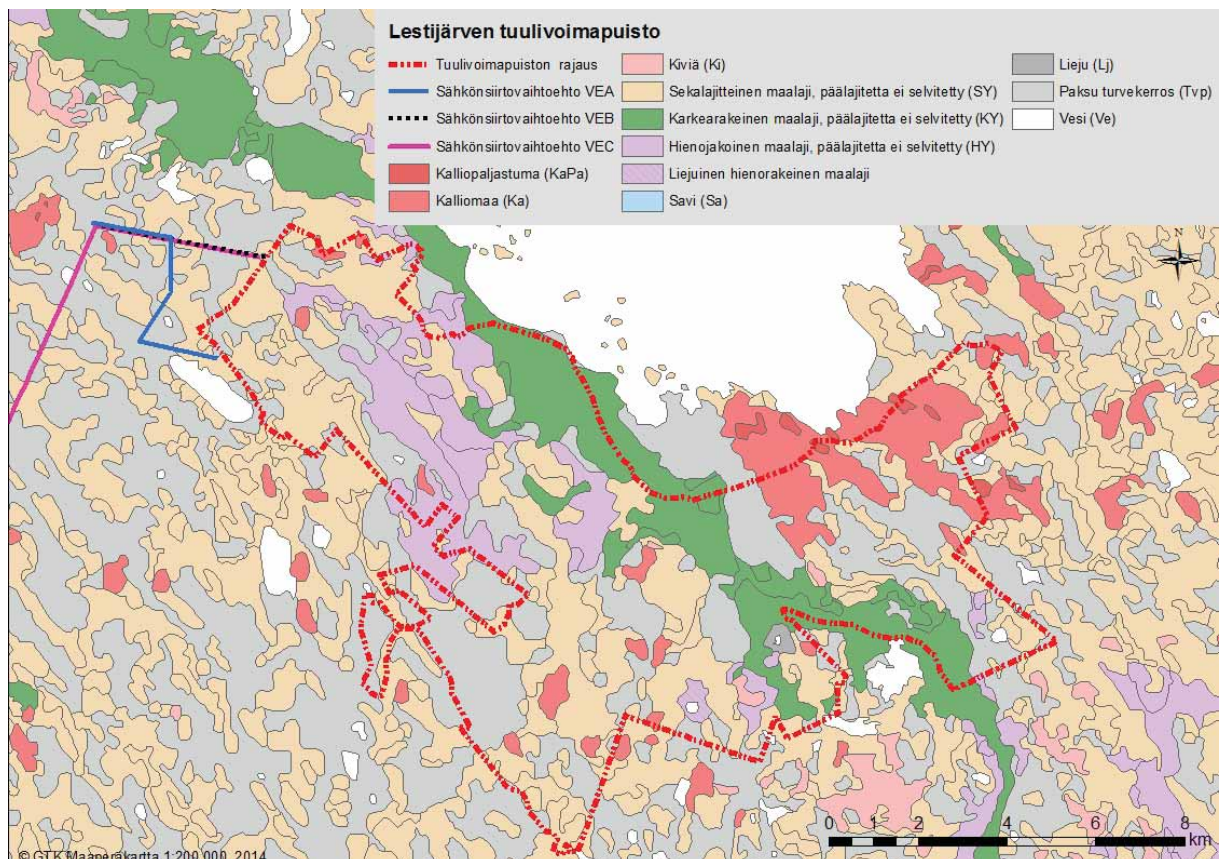 Lestijärven tuulivoimapuisto
Tuulivoimapuiston rajaus
Sähkönsiirtovaihtoehto VEA
Sähkönsiirtovaihtoehto VEB
Sähkönsiirtovaihtoehto VEC
Kalliopaljastuma (KaPa)
Kalliomaa (Ka)
Kiviä (Ki)
Sekalajitteinen maalaji, päälajitetta ei selvitetty (SY)
Karkearakeinen maalaji, päälajitetta ei selvitetty (KY)
Hienojakoinen maalaji, päälajitetta ei selvitetty (HY)
Liejuinen hienorakeinen maalaji
Savi (Sa)
Lieju (Lj)
Paksu turvekerros (Tvp)
Vesi (Ve)
N
0 2 4 6 8
km
© GTK Maaperäkartta 1:200 000, 2014